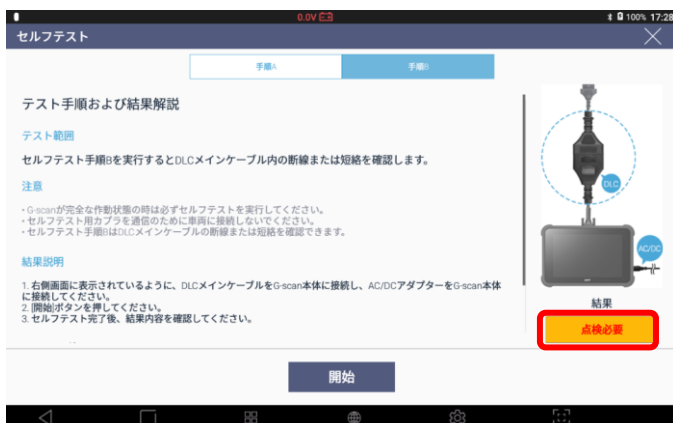 0.0V
100% 17:28
セルフテスト
手順A
手順B
テスト手順および結果解説
テスト範囲
セルフテスト手順Bを実行するとDLCメインケーブル内の断線または短絡を確認します。
注意
・G-scanが完全な作動状態の時は必ずセルフテストを実行してください。
・セルフテスト用カプラを通信のために車両に接続しないでください。
・セルフテスト手順BはDLCメインケーブルの断線または短絡を確認できます。
結果説明
1. 右側画面に表示されているように、DLCメインケーブルをG-scan本体に接続し、AC/DCアダプターをG-scan本体
に接続してください。
2. [開始]ボタンを押してください。
3. セルフテスト完了後、結果内容を確認してください。
DLC
AC/DC
結果
点検必要
開始